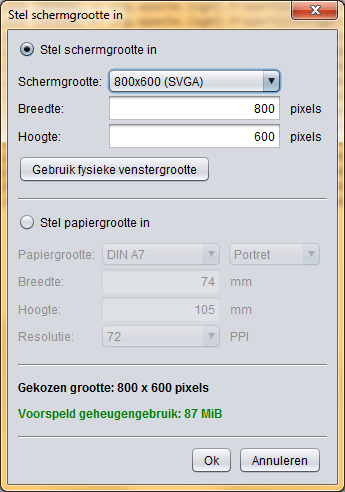 Stel schermgrootte in
Stel schermgrootte in
Schermgrootte: 800x600 (SVGA)
Breedte: 800 pixels
Hoogte: 600 pixels
Gebruik fysieke venstergrootte
Stel papiergrootte in
Papiergrootte: DIN A7 Portret
Breedte: 74 mm
Hoogte: 105 mm
Resolutie: 72 PPI
Gekozen grootte: 800 x 600 pixels
Voorspeld geheugengebruik: 87 MiB
Ok Annuleren